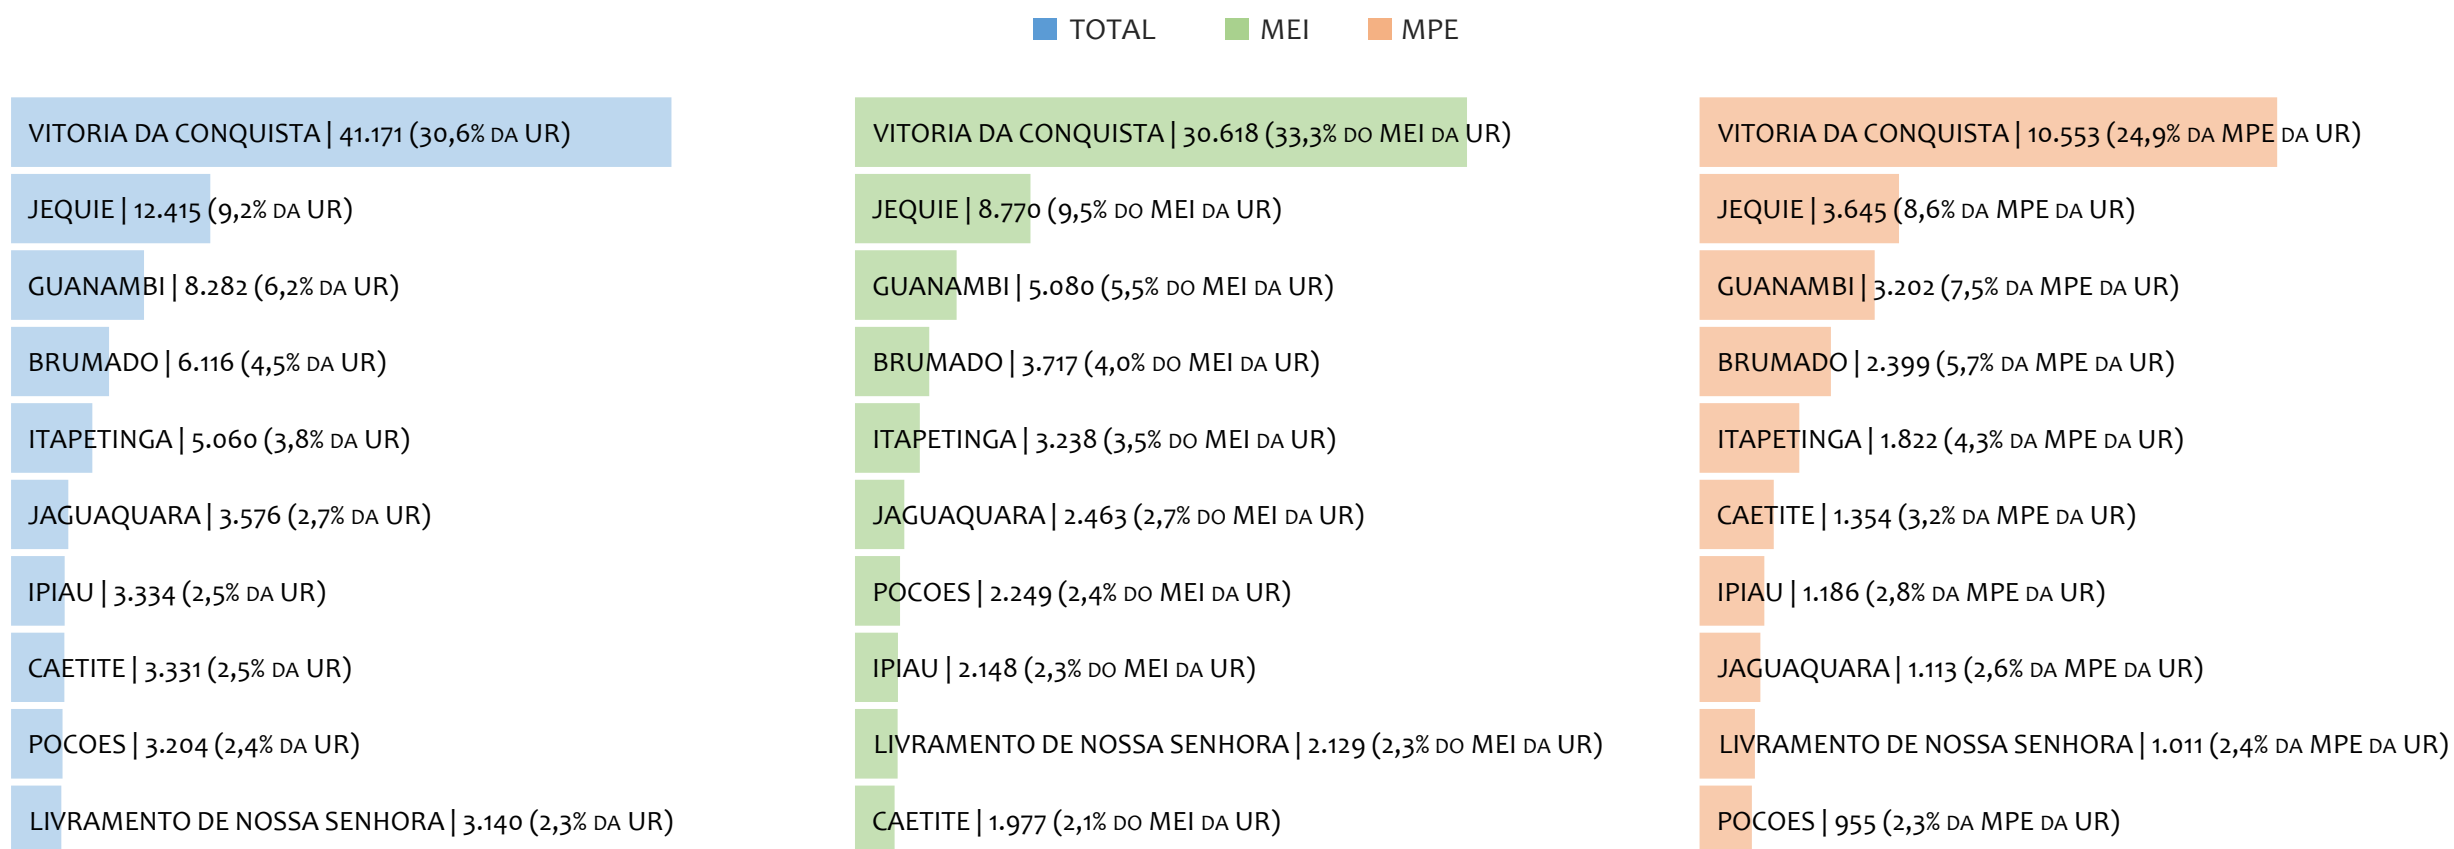 TOTAL MEI MPE
VITORIA DA CONQUISTA | 41.171 (30,6% DA UR)
JEQUIE | 12.415 (9,2% DA UR)
GUANAMBI | 8.282 (6,2% DA UR)
BRUMADO | 6.116 (4,5% DA UR)
ITAPETINGA | 5.060 (3,8% DA UR)
JAGUAQUARA | 3.576 (2,7% DA UR)
IPIAU | 3.334 (2,5% DA UR)
CAETITE | 3.331 (2,5% DA UR)
POCOES | 3.204 (2,4% DA UR)
LIVRAMENTO DE NOSSA SENHORA | 3.140 (2,3% DA UR)
VITORIA DA CONQUISTA | 30.618 (33,3% DO MEI DA UR)
JEQUIE | 8.770 (9,5% DO MEI DA UR)
GUANAMBI | 5.080 (5,5% DO MEI DA UR)
BRUMADO | 3.717 (4,0% DO MEI DA UR)
ITAPETINGA | 3.238 (3,5% DO MEI DA UR)
JAGUAQUARA | 2.463 (2,7% DO MEI DA UR)
POCOES | 2.249 (2,4% DO MEI DA UR)
IPIAU | 2.148 (2,3% DO MEI DA UR)
LIVRAMENTO DE NOSSA SENHORA | 2.129 (2,3% DO MEI DA UR)
CAETITE | 1.977 (2,1% DO MEI DA UR)
VITORIA DA CONQUISTA | 10.553 (24,9% DA MPE DA UR)
JEQUIE | 3.645 (8,6% DA MPE DA UR)
GUANAMBI | 3.202 (7,5% DA MPE DA UR)
BRUMADO | 2.399 (5,7% DA MPE DA UR)
ITAPETINGA | 1.822 (4,3% DA MPE DA UR)
CAETITE | 1.354 (3,2% DA MPE DA UR)
IPIAU | 1.186 (2,8% DA MPE DA UR)
JAGUAQUARA | 1.113 (2,6% DA MPE DA UR)
LIVRAMENTO DE NOSSA SENHORA | 1.011 (2,4% DA MPE DA UR)
POCOES | 955 (2,3% DA MPE DA UR)